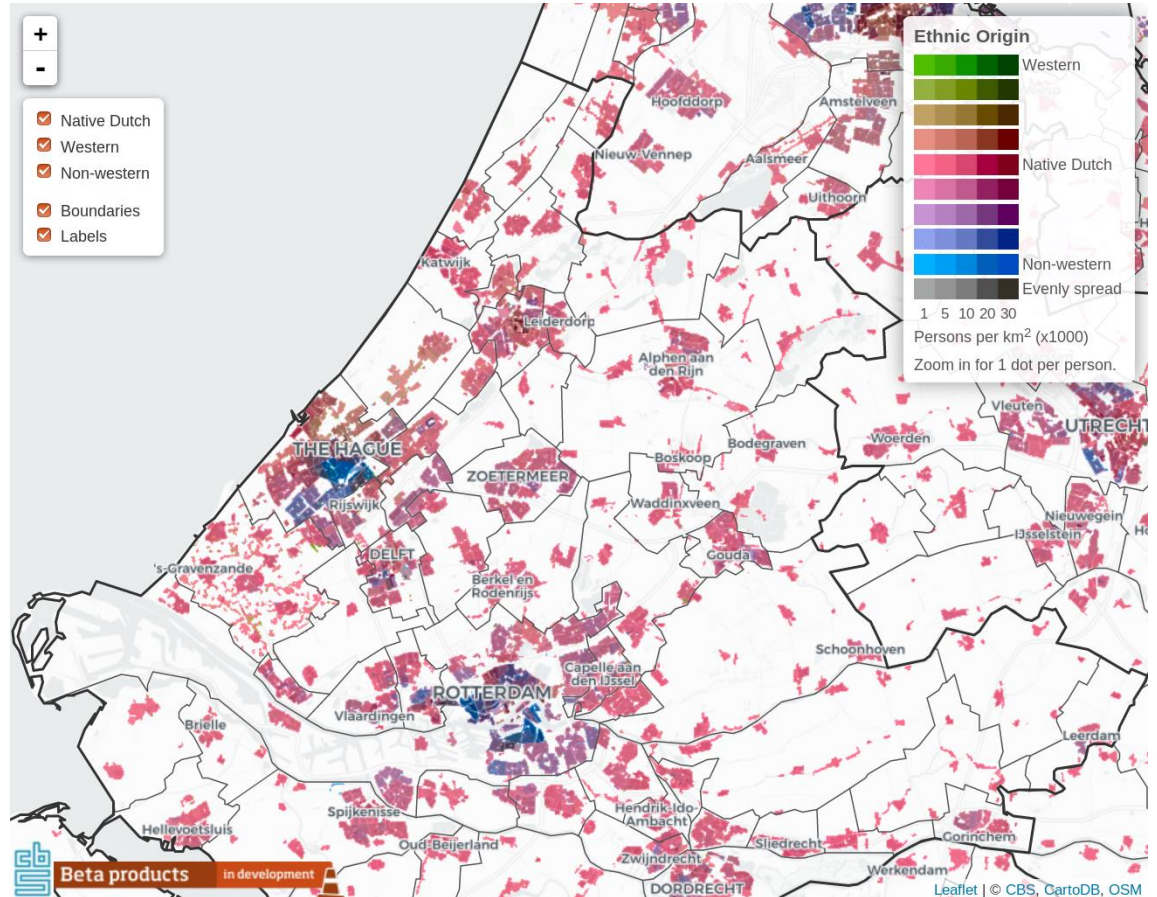 +
-
Native Dutch
Western
Non-western
Boundaries
Labels
Ethnic Origin
Western
Native Dutch
Non-western
Evenly spread
1 5 10 20 30
Persons per km² (x1000)
Zoom in for 1 dot per person.
Hoofddorp
Amstelveen
Nieuw-Vennep
Aalsmeer
Uithoorn
Katwijk
Leiderdorp
Alphen aan
den Rijn
Vleuten
UTRECHT
Woerden
Bodegraven
THE HAGUE
Boskoop
ZOETERMEER
Rijswijk
Waddinxveen
Nieuwegein
IJsselstein
DELFT
Gouda
's-Gravenzande
Berkel en
Rodenrijs
Schoonhoven
Capelle aan
den IJssel
ROTTERDAM
Vlaardingen
Brielle
Leerdam
Spijkenisse
Hendrik-Ido-
Ambacht
Hellevoetsluis
Oud-Beijerland
Sliedrecht
Gorinchem
Zwijndrecht
Werkendam
DORDRECHT
cbs
Beta products in development
Leaflet | © CBS, CartoDB, OSM